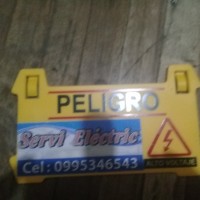 PELIGRO
Servi Eléctric
Cel: 0995346543
ALTO VOLTAJE